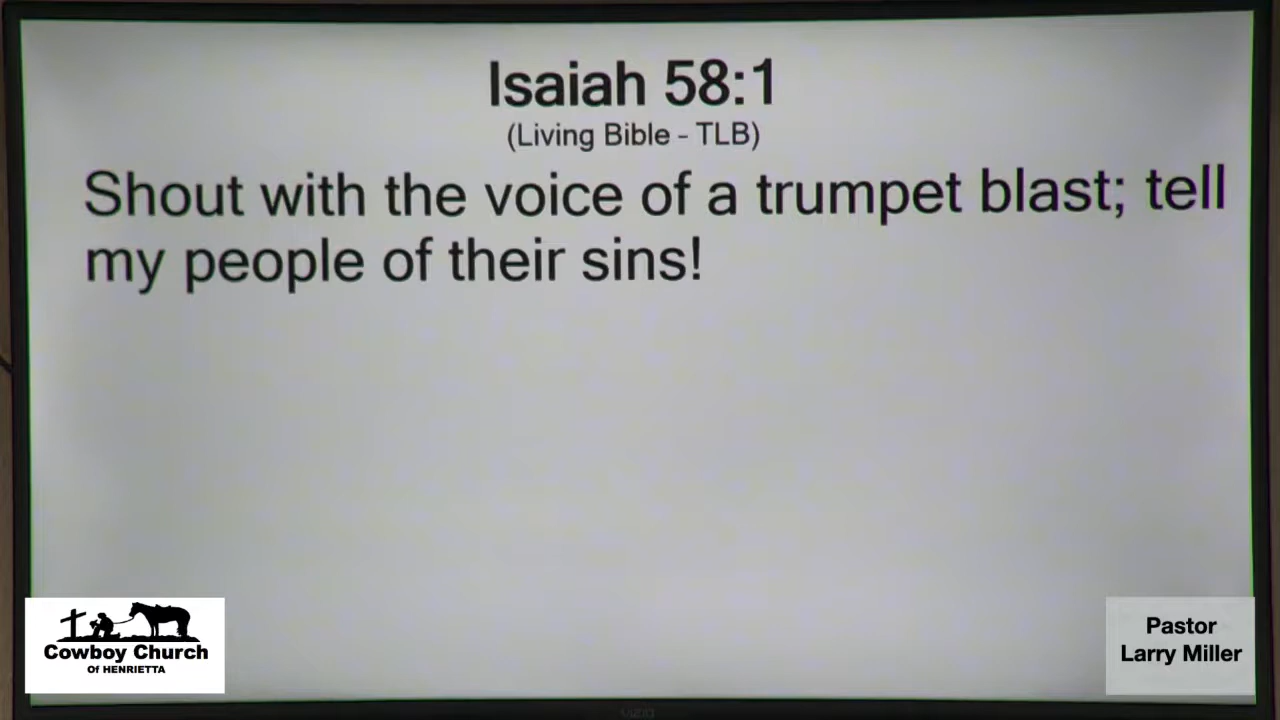 Isaiah 58:1
(Living Bible - TLB)
Shout with the voice of a trumpet blast; tell
my people of their sins!
Cowboy Church
OF HENRIETTA
Pastor
Larry Miller
VIZIO